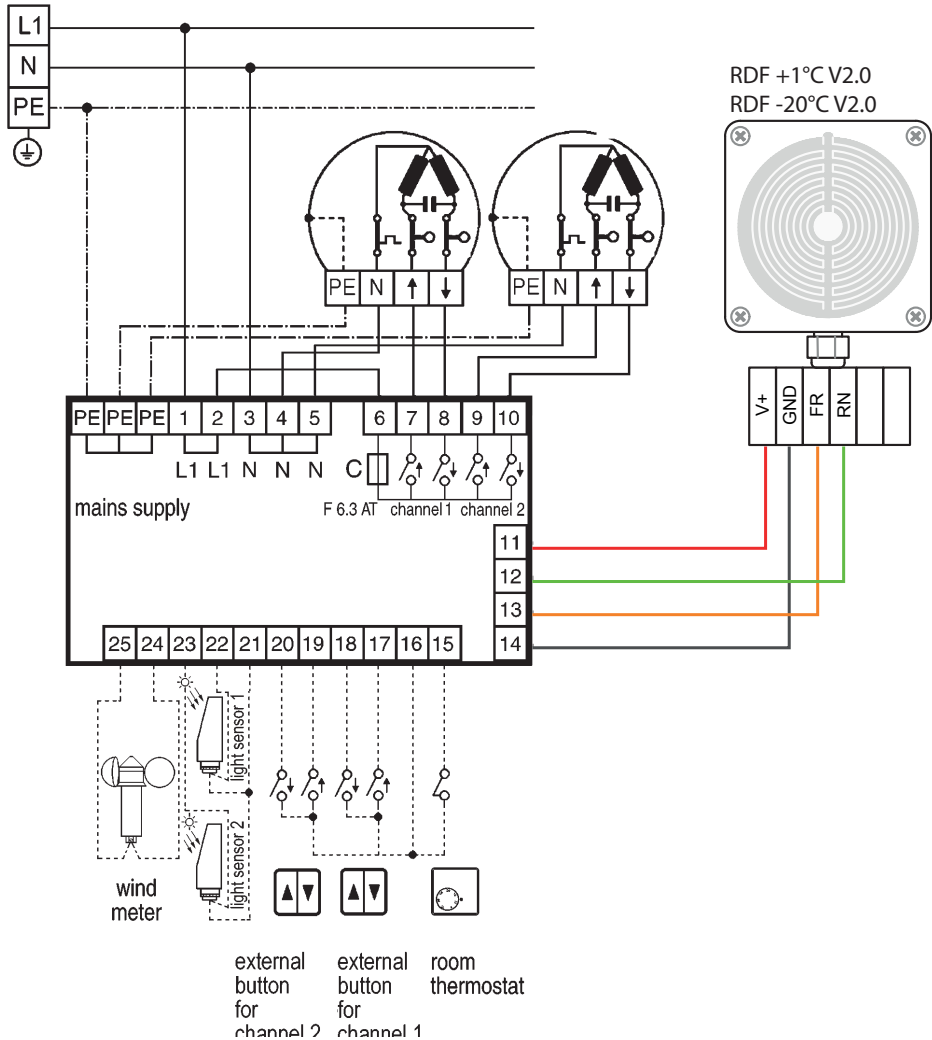 L1
N
PE
RDF +1°C V2.0
RDF -20°C V2.0
PE N ↑ ↓
PE N ↑ ↓
V+ GND FR RN
PE PE PE 1 2 3 4 5 6 7 8 9 10
L1 L1 N N N C
mains supply F 6.3 AT channel 1 channel 2
11
12
13
14
25 24 23 22 21 20 19 18 17 16 15
light sensor 1
light sensor 2
wind
meter
external
button
for
channel 2
external
button
for
channel 1
room
thermostat